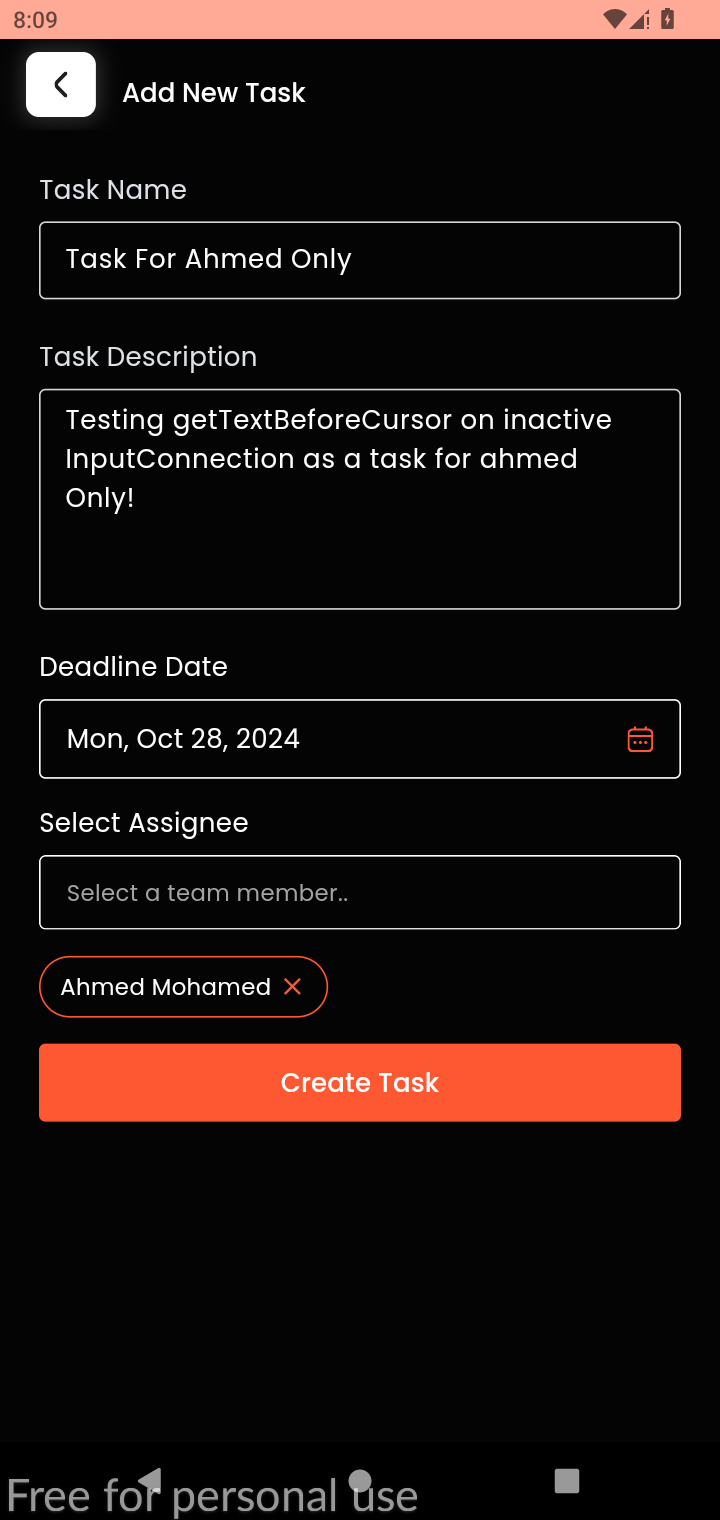 8:09
Add New Task
Task Name
Task For Ahmed Only
Task Description
Testing getTextBeforeCursor on inactive
InputConnection as a task for ahmed
Only!
Deadline Date
Mon, Oct 28, 2024
Select Assignee
Select a team member..
Ahmed Mohamed
Create Task
Free for personal use